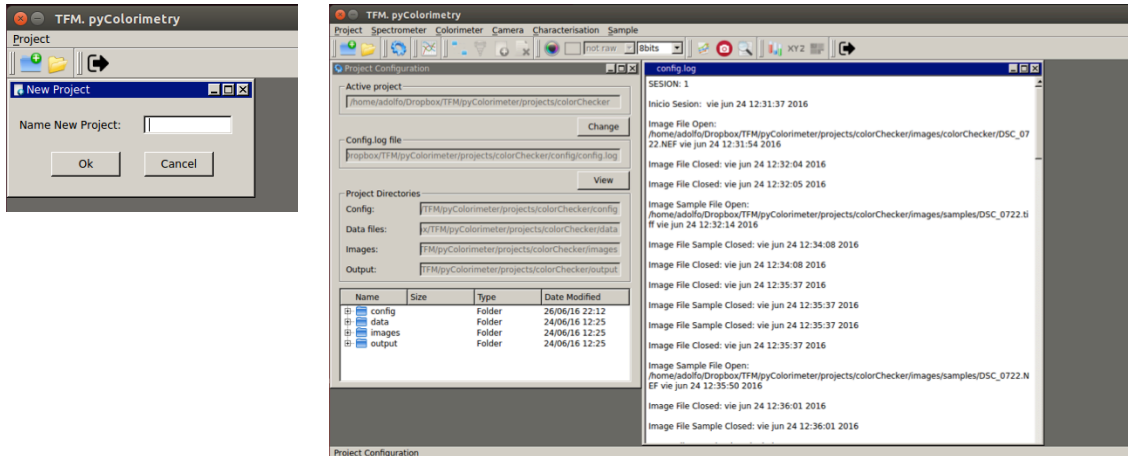 TFM. pyColorimetry
Project
New Project
Name New Project:
Ok Cancel
TFM. pyColorimetry
Project Spectrometer Colorimeter Camera Characterisation Sample
not raw 8bits XYZ
Project Configuration
Active project
/home/adolfo/Dropbox/TFM/pyColorimeter/projects/colorChecker
Change
Config.log file
Dropbox/TFM/pyColorimeter/projects/colorChecker/config/config.log
View
Project Directories
Config: /TFM/pyColorimeter/projects/colorChecker/config
Data files: ox/TFM/pyColorimeter/projects/colorChecker/data
Images: TFM/pyColorimeter/projects/colorChecker/images
Output: TFM/pyColorimeter/projects/colorChecker/output
Name Size Type Date Modified
config Folder 26/06/16 22:12
data Folder 24/06/16 12:25
images Folder 24/06/16 12:25
output Folder 24/06/16 12:25
config.log
SESION: 1
Inicio Sesion: vie jun 24 12:31:37 2016
Image File Open:
/home/adolfo/Dropbox/TFM/pyColorimeter/projects/colorChecker/images/colorChecker/DSC_07
22.NEF vie jun 24 12:31:54 2016
Image File Closed: vie jun 24 12:32:04 2016
Image File Closed: vie jun 24 12:32:05 2016
Image Sample File Open:
/home/adolfo/Dropbox/TFM/pyColorimeter/projects/colorChecker/images/samples/DSC_0722.ti
ff vie jun 24 12:32:14 2016
Image File Sample Closed: vie jun 24 12:34:08 2016
Image File Closed: vie jun 24 12:34:08 2016
Image File Closed: vie jun 24 12:35:37 2016
Image File Sample Closed: vie jun 24 12:35:37 2016
Image File Sample Closed: vie jun 24 12:35:37 2016
Image File Closed: vie jun 24 12:35:37 2016
Image Sample File Open:
/home/adolfo/Dropbox/TFM/pyColorimeter/projects/colorChecker/images/samples/DSC_0722.N
EF vie jun 24 12:35:50 2016
Image File Closed: vie jun 24 12:36:01 2016
Image File Sample Closed: vie jun 24 12:36:01 2016
Project Configuration